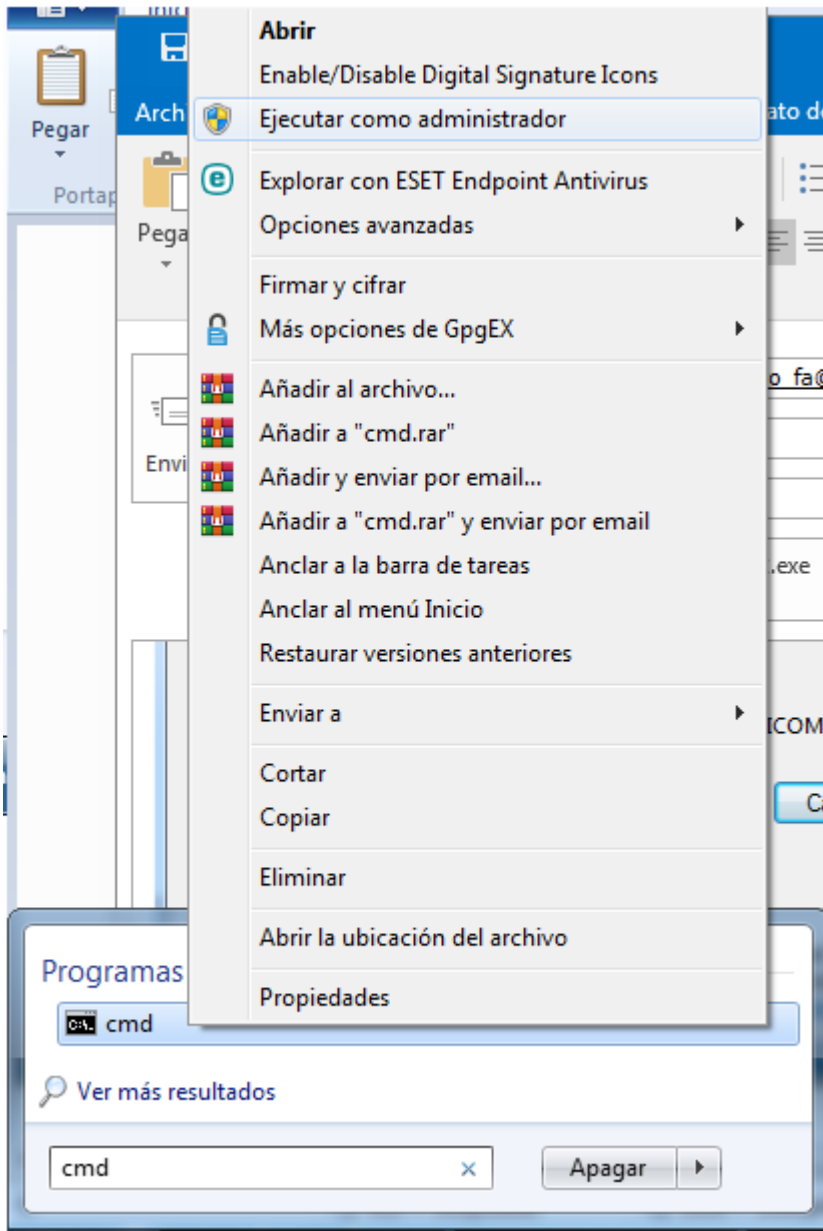 Pegar
Arch
ato d
Pega
Envi
o_fa@
.exe
ICOM
Abrir
Enable/Disable Digital Signature Icons
Ejecutar como administrador
Explorar con ESET Endpoint Antivirus
Opciones avanzadas
Firmar y cifrar
Más opciones de GpgEX
Añadir al archivo...
Añadir a "cmd.rar"
Añadir y enviar por email...
Añadir a "cmd.rar" y enviar por email
Anclar a la barra de tareas
Anclar al menú Inicio
Restaurar versiones anteriores
Enviar a
Cortar
Copiar
Eliminar
Abrir la ubicación del archivo
Propiedades
Programas
cmd
Ver más resultados
cmd
Apagar